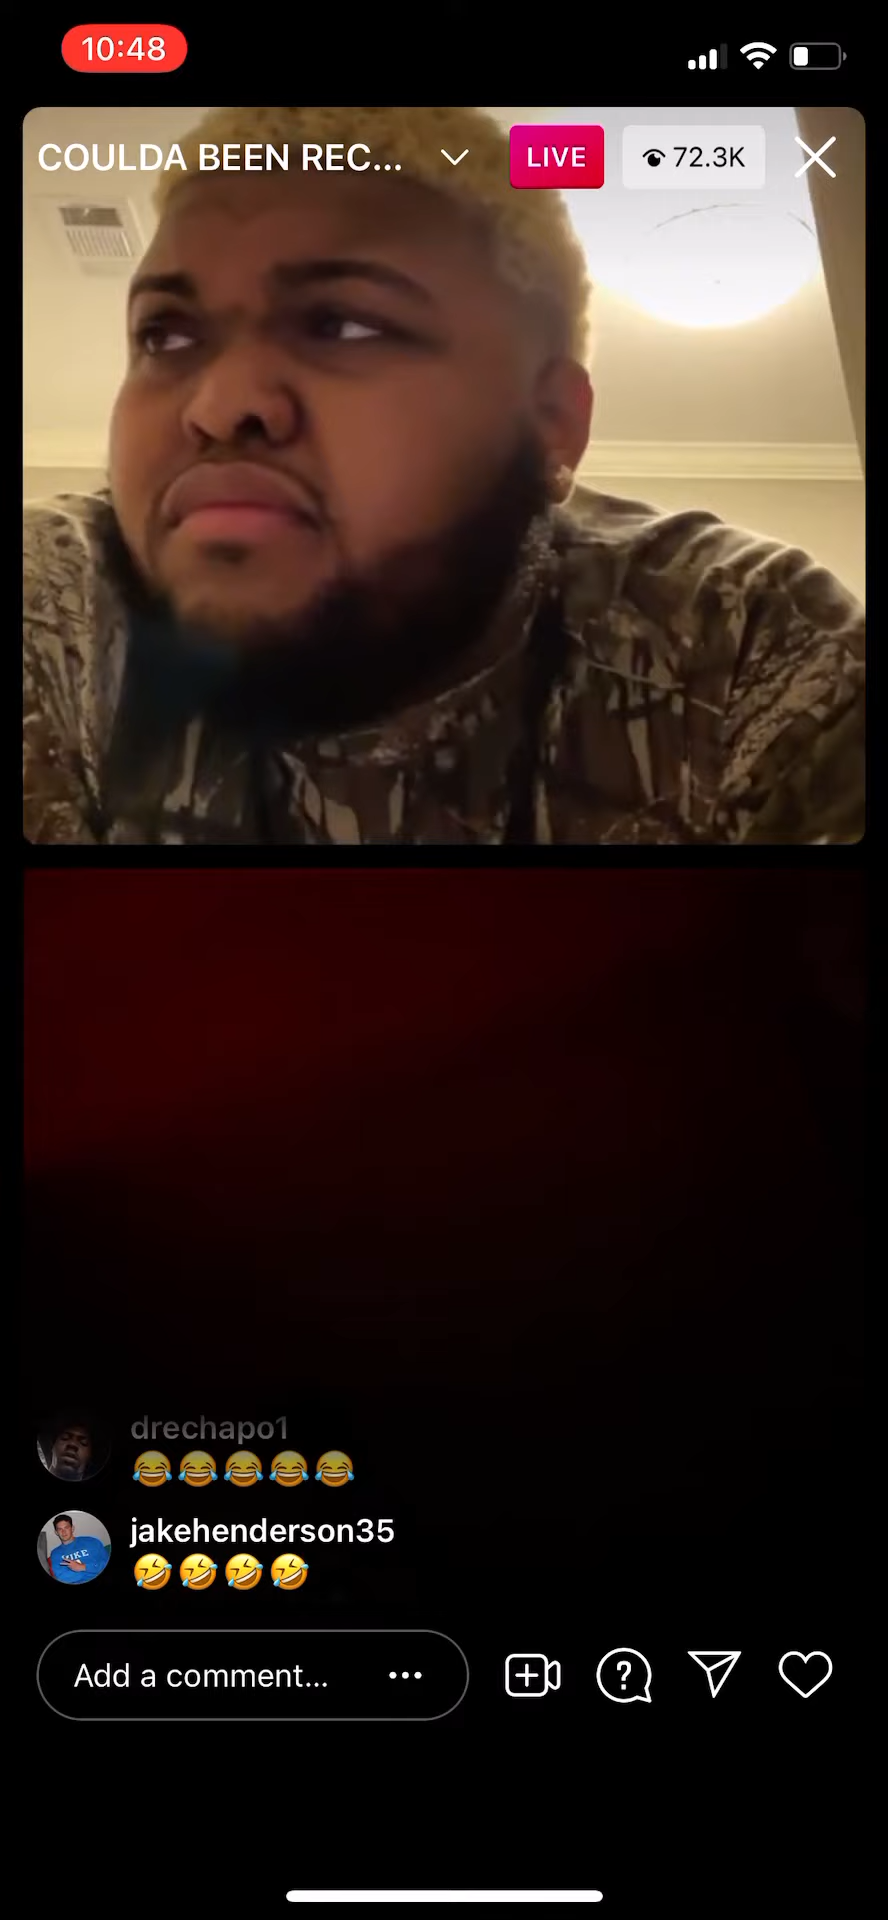 10:48
COULDA BEEN REC...
LIVE
72.3K
drechapo1
😂😂😂😂😂
jakehenderson35
🤣🤣🤣🤣
Add a comment...